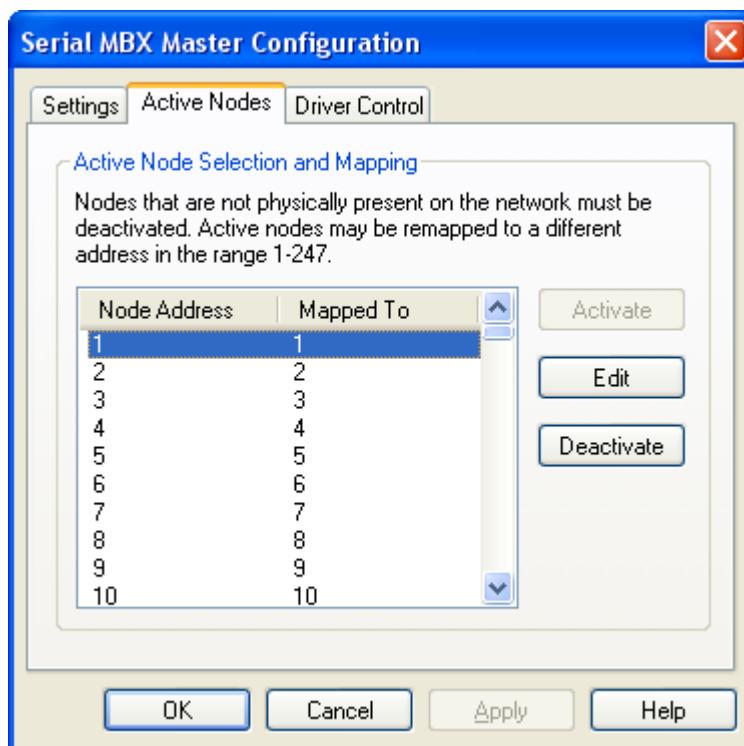 Serial MBX Master Configuration
Settings Active Nodes Driver Control
Active Node Selection and Mapping
Nodes that are not physically present on the network must be
deactivated. Active nodes may be remapped to a different
address in the range 1-247.
Node Address Mapped To
Activate
1 1
2 2
Edit
3 3
4 4
Deactivate
5 5
6 6
7 7
8 8
9 9
10 10
OK Cancel Apply Help